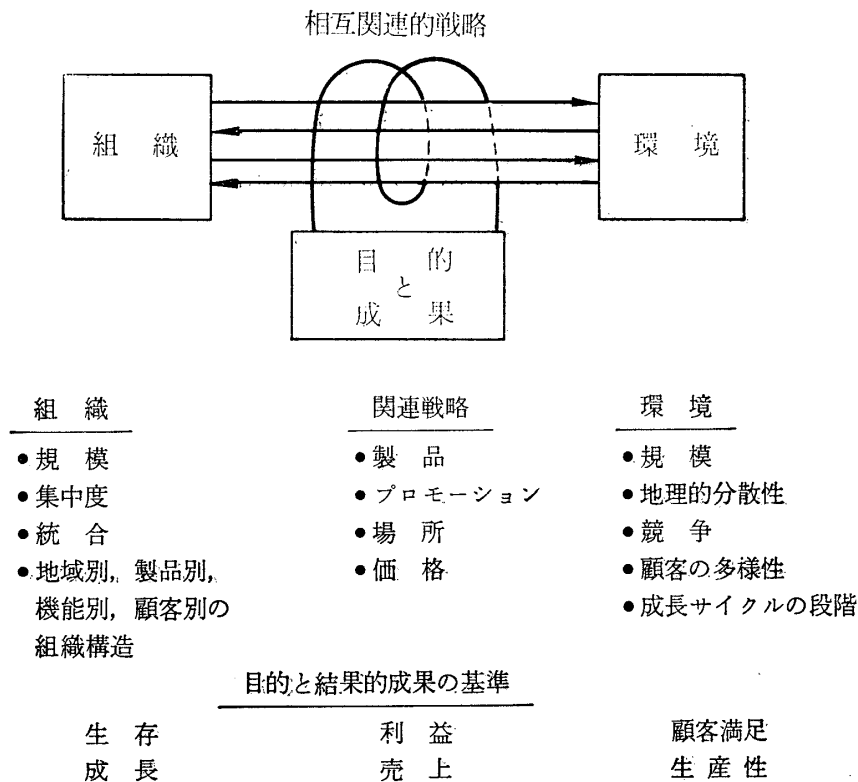 相互関連的戦略
組織
環境
目的
と
成果
組織
• 規模
• 集中度
• 統合
• 地域別，製品別，
機能別，顧客別の
組織構造
関連戦略
• 製品
• プロモーション
• 場所
• 価格
環境
• 規模
• 地理的分散性
• 競争
• 顧客の多様性
• 成長サイクルの段階
目的と結果的成果の基準
生存 利益 顧客満足
成長 売上 生産性